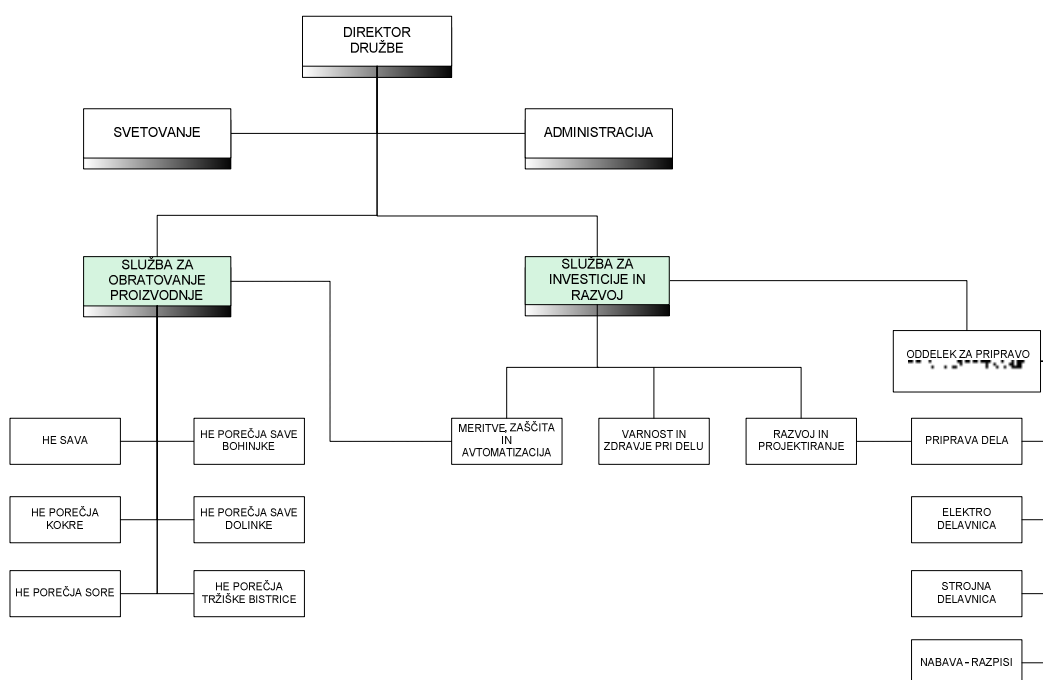 DIREKTOR
DRUŽBE
SVETOVANJE
ADMINISTRACIJA
SLUŽBA ZA
OBRATOVANJE
PROIZVODNJE
SLUŽBA ZA
INVESTICIJE IN
RAZVOJ
ODDELEK ZA PRIPRAVO
HE SAVA
HE POREČJA SAVE
BOHINJKE
MERITVE, ZAŠČITA
IN
AVTOMATIZACIJA
VARNOST IN
ZDRAVJE PRI DELU
RAZVOJ IN
PROJEKTIRANJE
PRIPRAVA DELA
HE POREČJA
KOKRE
HE POREČJA SAVE
DOLINKE
ELEKTRO
DELAVNICA
HE POREČJA SORE
HE POREČJA
TRŽIŠKE BISTRICE
STROJNA
DELAVNICA
NABAVA - RAZPISI